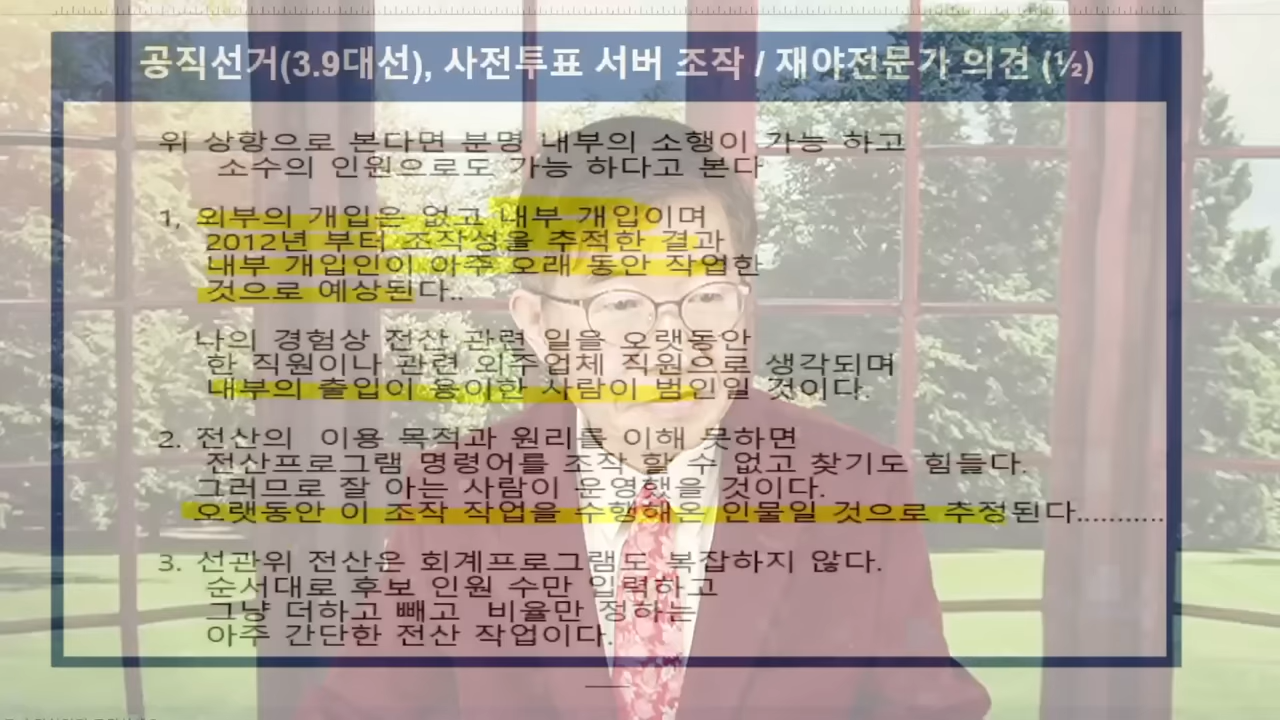 공직선거(3.9대선), 사전투표 서버 조작 / 재야전문가 의견 (½)
위 상황으로 본다면 분명 내부의 소행이 가능 하고
소수의 인원으로도 가능 하다고 본다
1, 외부의 개입은 없고 내부 개입이며
2012년 부터 조작성을 추적한 결과
내부 개입인이 아주 오래 동안 작업한
것으로 예상된다..
나의 경험상 전산 관련 일을 오랫동안
한 직원이나 관련 외주업체 직원으로 생각되며
내부의 출입이 용이한 사람이 범인일 것이다.
2. 전산의 이용 목적과 원리를 이해 못하면
전산프로그램 명령어를 조작 할 수 없고 찾기도 힘들다.
그러므로 잘 아는 사람이 운영했을 것이다.
오랫동안 이 조작 작업을 수행해온 인물일 것으로 추정된다...........
3. 선관위 전산은 회계프로그램도 복잡하지 않다.
순서대로 후보 인원 수만 입력하고
그냥 더하고 빼고 비율만 정하는
아주 간단한 전산 작업이다.